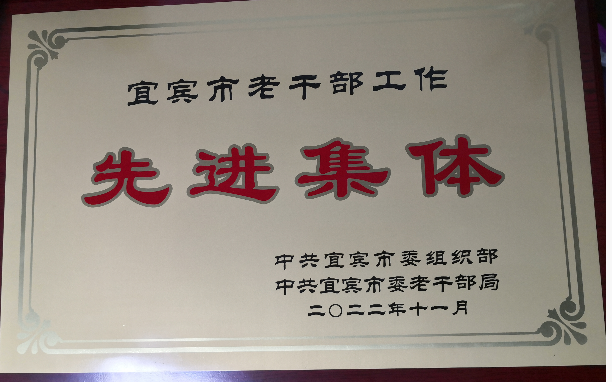 宜宾市老干部工作
先进集体
中共宜宾市委组织部
中共宜宾市委老干部局
二〇二二年十一月